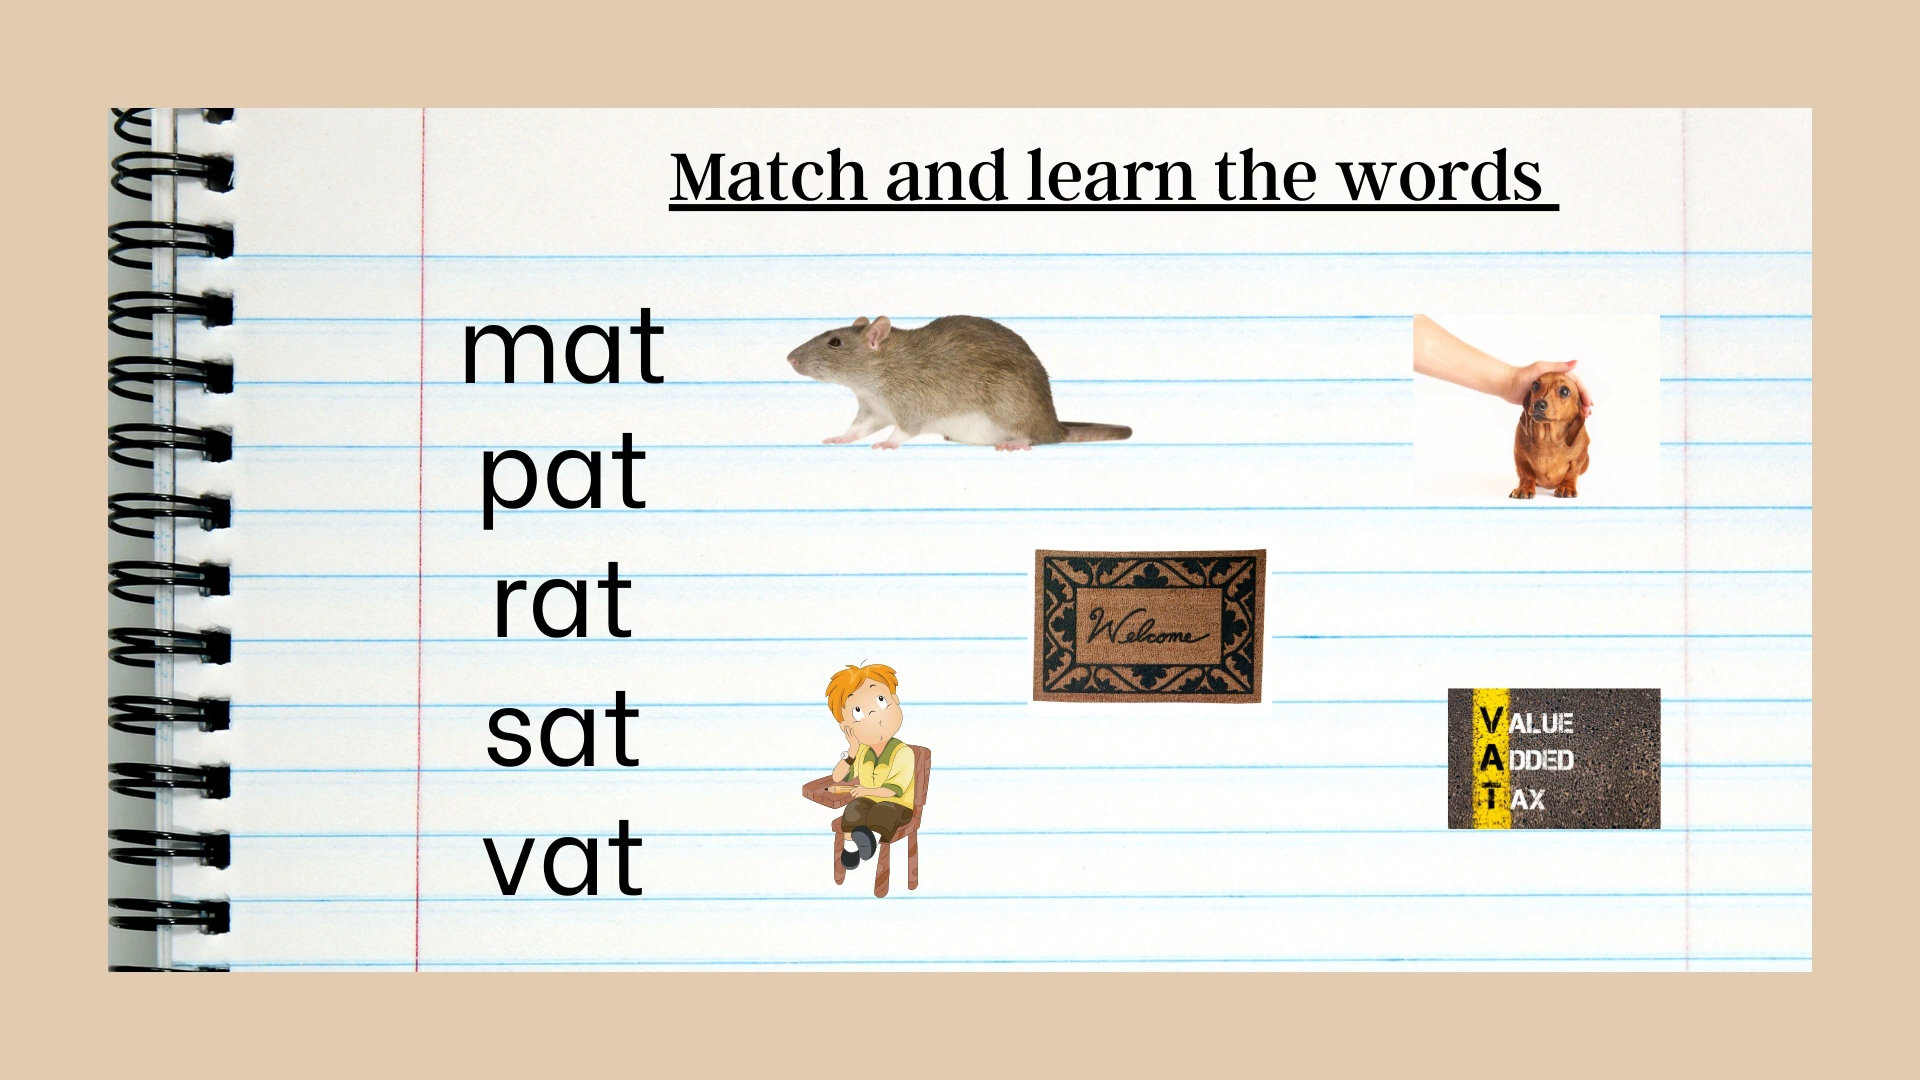 Match and learn the words
mat
pat
rat
sat
vat
Welcome
VALUE
ADDED
TAX